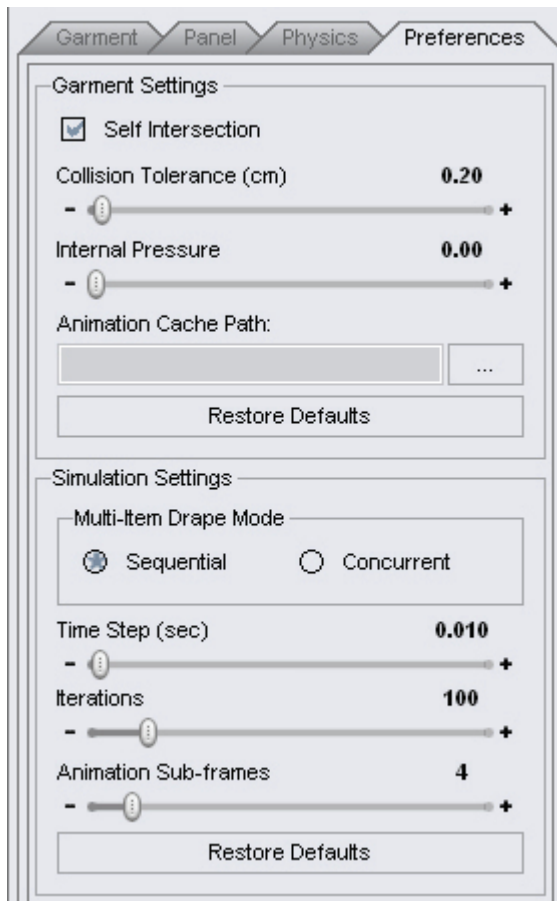 Garment Panel Physics Preferences
Garment Settings
Self Intersection
Collision Tolerance (cm) 0.20
- +
Internal Pressure 0.00
- +
Animation Cache Path:
...
Restore Defaults
Simulation Settings
Multi-Item Drape Mode
Sequential Concurrent
Time Step (sec) 0.010
- +
Iterations 100
- +
Animation Sub-frames 4
- +
Restore Defaults